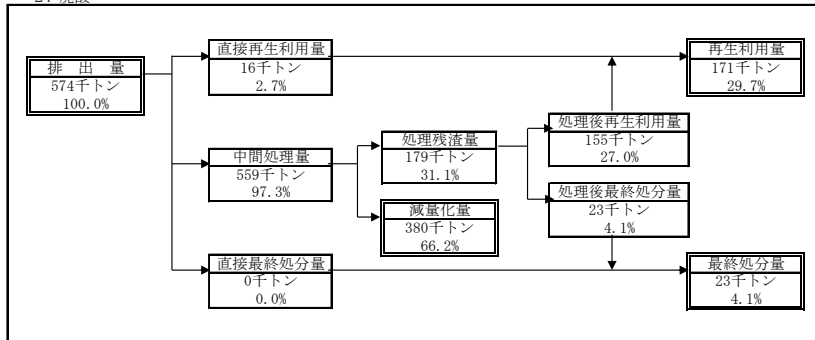 直接再生利用量
16千トン
2.7%
再生利用量
171千トン
29.7%
排 出 量
574千トン
100.0%
処理後再生利用量
155千トン
27.0%
処理残渣量
179千トン
31.1%
中間処理量
559千トン
97.3%
処理後最終処分量
23千トン
4.1%
減量化量
380千トン
66.2%
直接最終処分量
0千トン
0.0%
最終処分量
23千トン
4.1%